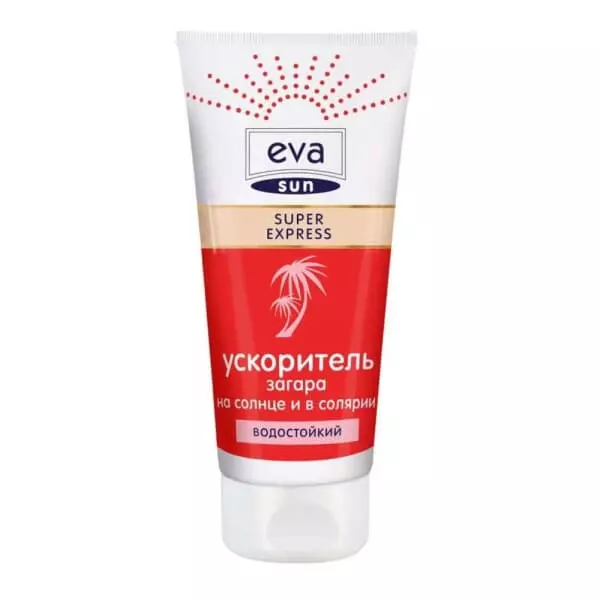 eva
sun
SUPER
EXPRESS
ускоритель
загара
на солнце и в солярии
водостойкий